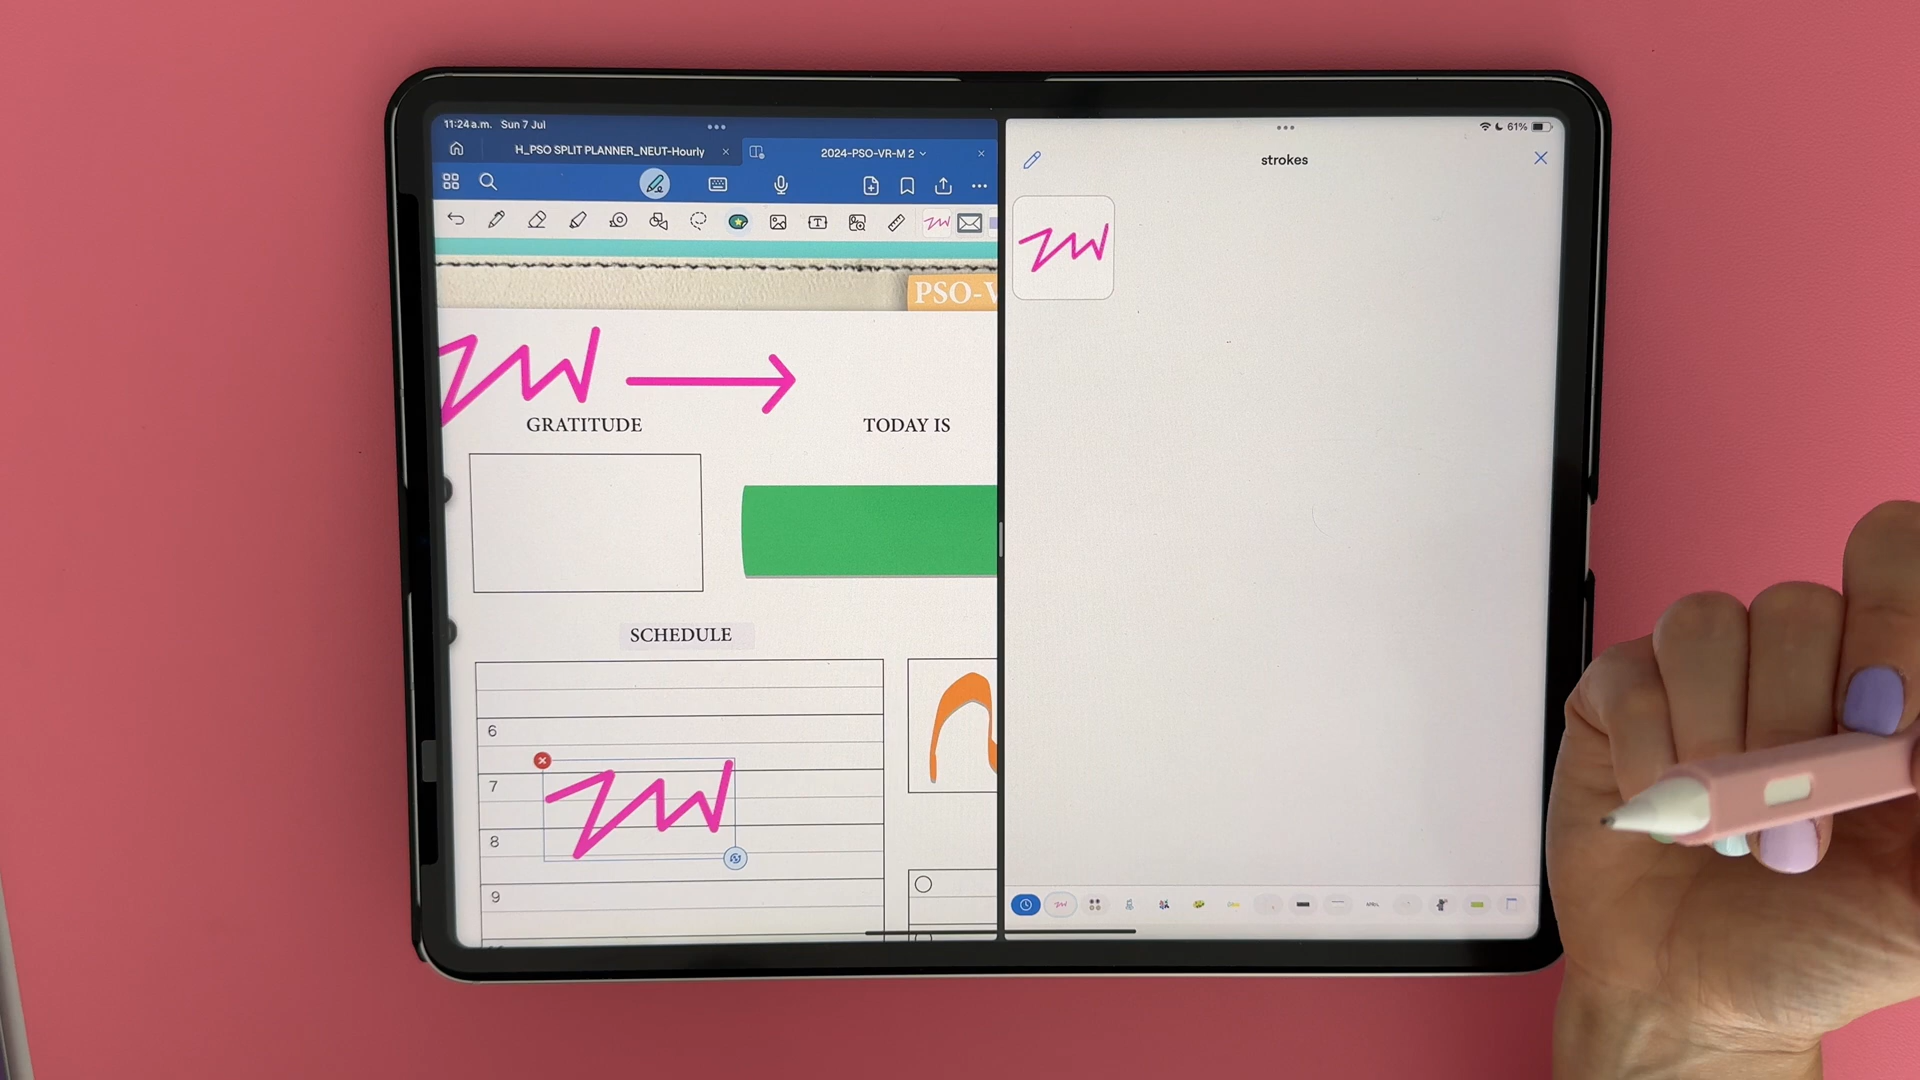 11:24 a.m. Sun 7 Jul
61%
H_PSO SPLIT PLANNER_NEUT-Hourly
2024-PSO-VR-M 2
strokes
PSO-V
GRATITUDE
TODAY IS
SCHEDULE
6
7
8
9